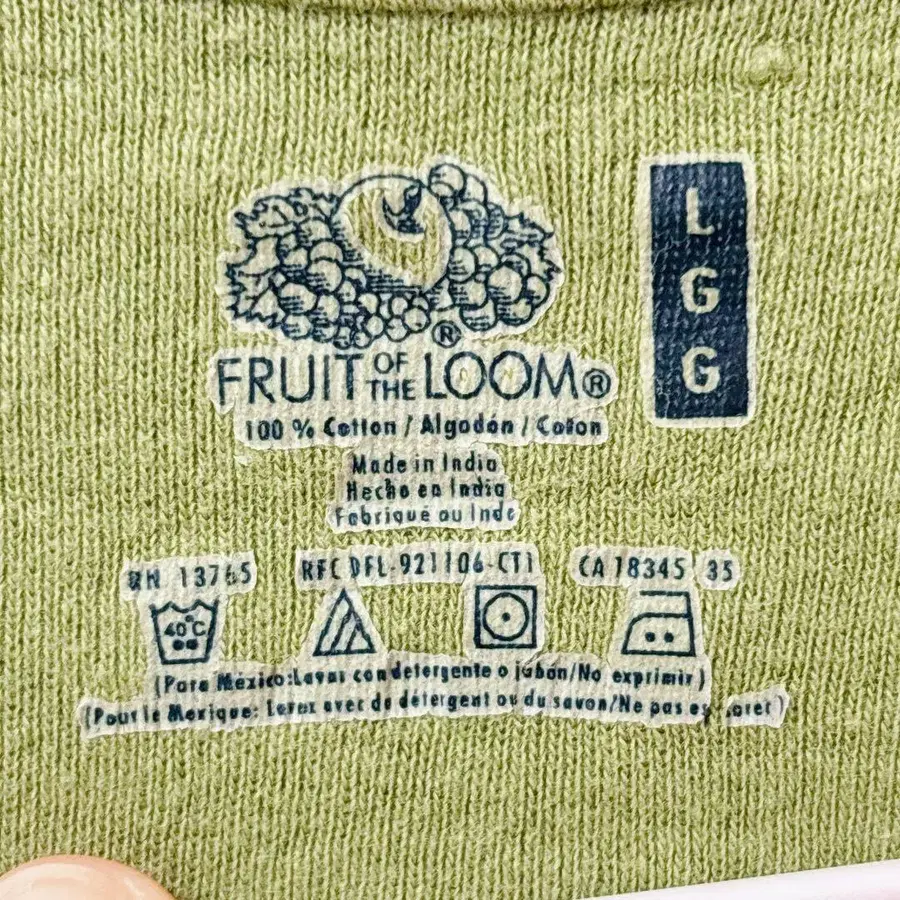 FRUIT OF THE LOOM®
®
L
G
G
100 % Cotton / Algodón / Coton
Made in India
Hecho en India
Fabriqué au Inde
RN 13765 RFC DFL-921106-CT1 CA 18345 35
40°C
(Para México:Lavar con detergente o jabón/No exprimir)
(Pour le Mexique: Lavez avec du détergent ou du savon/Ne pas